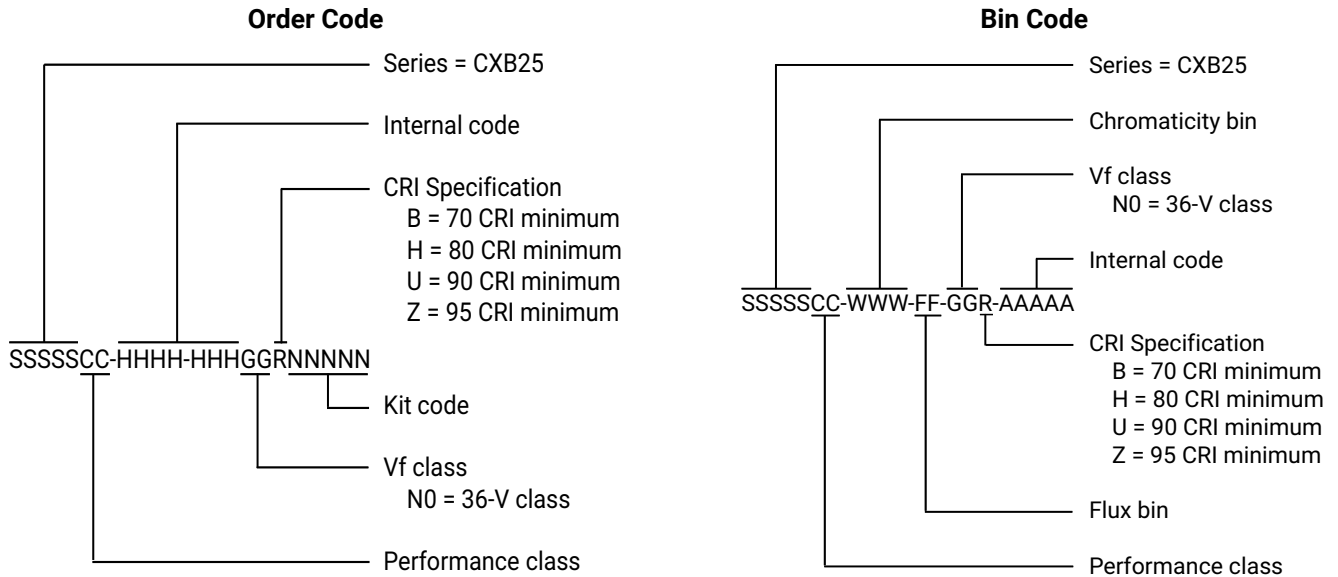 Order Code
Series = CXB25
Internal code
CRI Specification
B = 70 CRI minimum
H = 80 CRI minimum
U = 90 CRI minimum
Z = 95 CRI minimum
SSSSSCC-HHHH-HHHGGRNNNNN
Kit code
Vf class
N0 = 36-V class
Performance class
Bin Code
Series = CXB25
Chromaticity bin
Vf class
N0 = 36-V class
Internal code
SSSSSCC-WWW-FF-GGR-AAAAA
CRI Specification
B = 70 CRI minimum
H = 80 CRI minimum
U = 90 CRI minimum
Z = 95 CRI minimum
Flux bin
Performance class